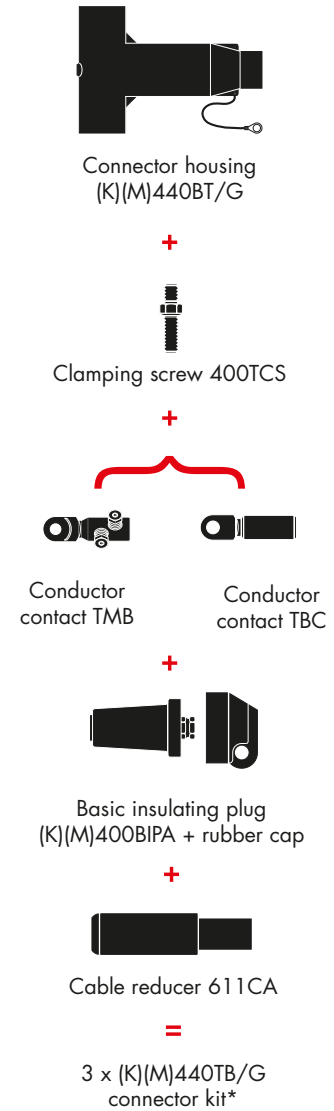 Connector housing
(K)(M)440BT/G
+
Clamping screw 400TCS
+
Conductor
contact TMB
Conductor
contact TBC
+
Basic insulating plug
(K)(M)400BIPA + rubber cap
+
Cable reducer 611CA
=
3 x (K)(M)440TB/G
connector kit*